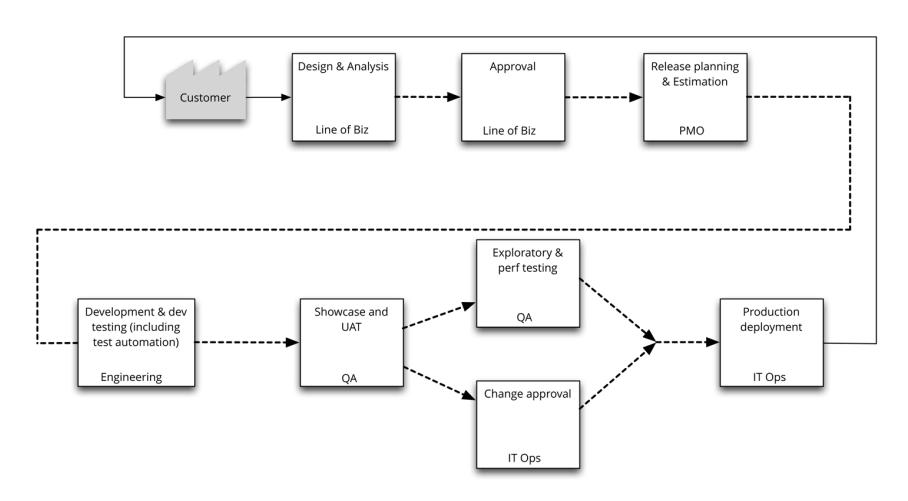 Customer
Design & Analysis
Line of Biz
Approval
Line of Biz
Release planning
& Estimation
PMO
Development & dev
testing (including
test automation)
Engineering
Showcase and
UAT
QA
Exploratory &
perf testing
QA
Change approval
IT Ops
Production
deployment
IT Ops